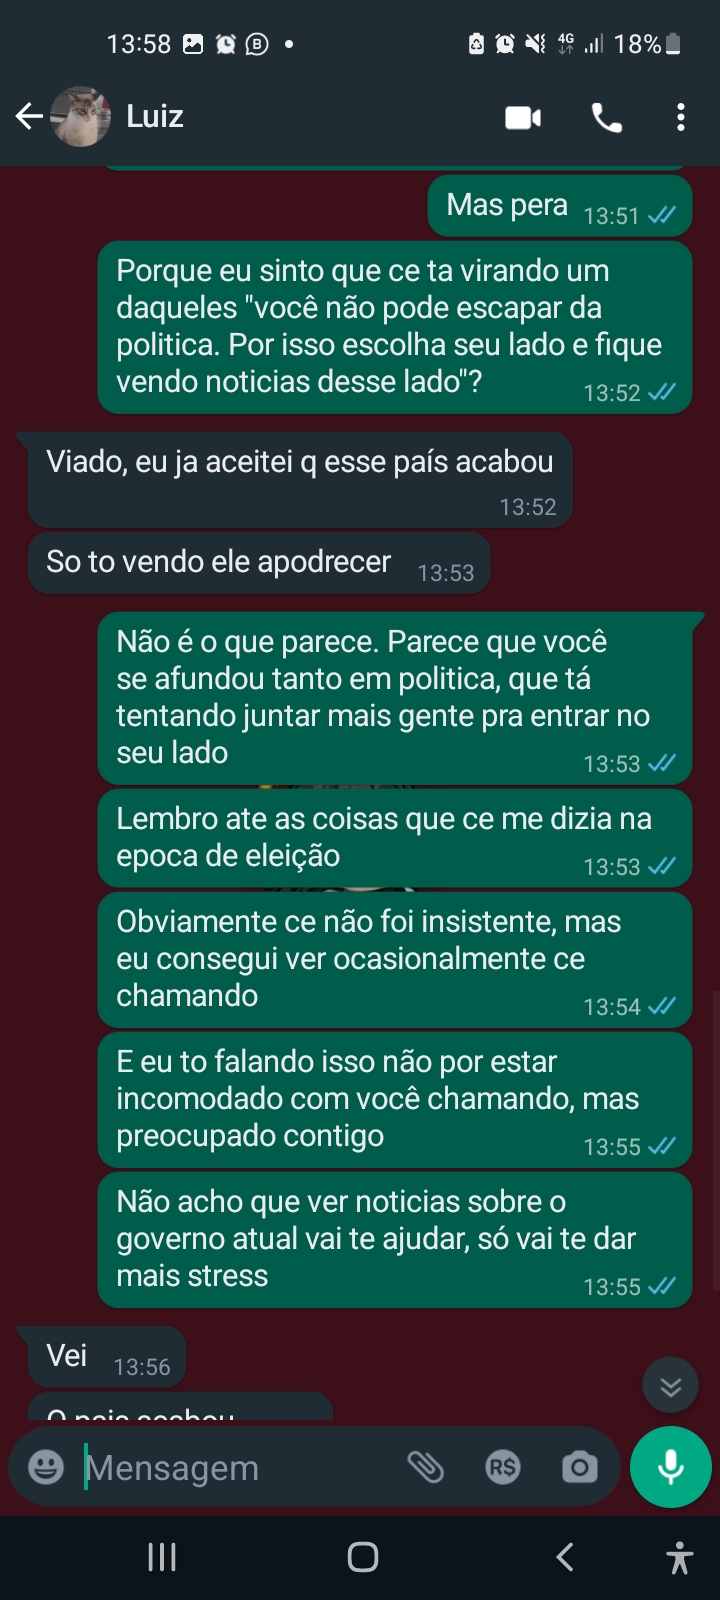 13:58
4G
18%
Luiz
Mas pera
13:51
Porque eu sinto que ce ta virando um
daqueles "você não pode escapar da
politica. Por isso escolha seu lado e fique
vendo noticias desse lado"?
13:52
Viado, eu ja aceitei q esse país acabou
13:52
So to vendo ele apodrecer
13:53
Não é o que parece. Parece que você
se afundou tanto em politica, que tá
tentando juntar mais gente pra entrar no
seu lado
13:53
Lembro ate as coisas que ce me dizia na
epoca de eleição
13:53
Obviamente ce não foi insistente, mas
eu consegui ver ocasionalmente ce
chamando
13:54
E eu to falando isso não por estar
incomodado com você chamando, mas
preocupado contigo
13:55
Não acho que ver noticias sobre o
governo atual vai te ajudar, só vai te dar
mais stress
13:55
Vei
13:56
O pais acabou
Mensagem
R$